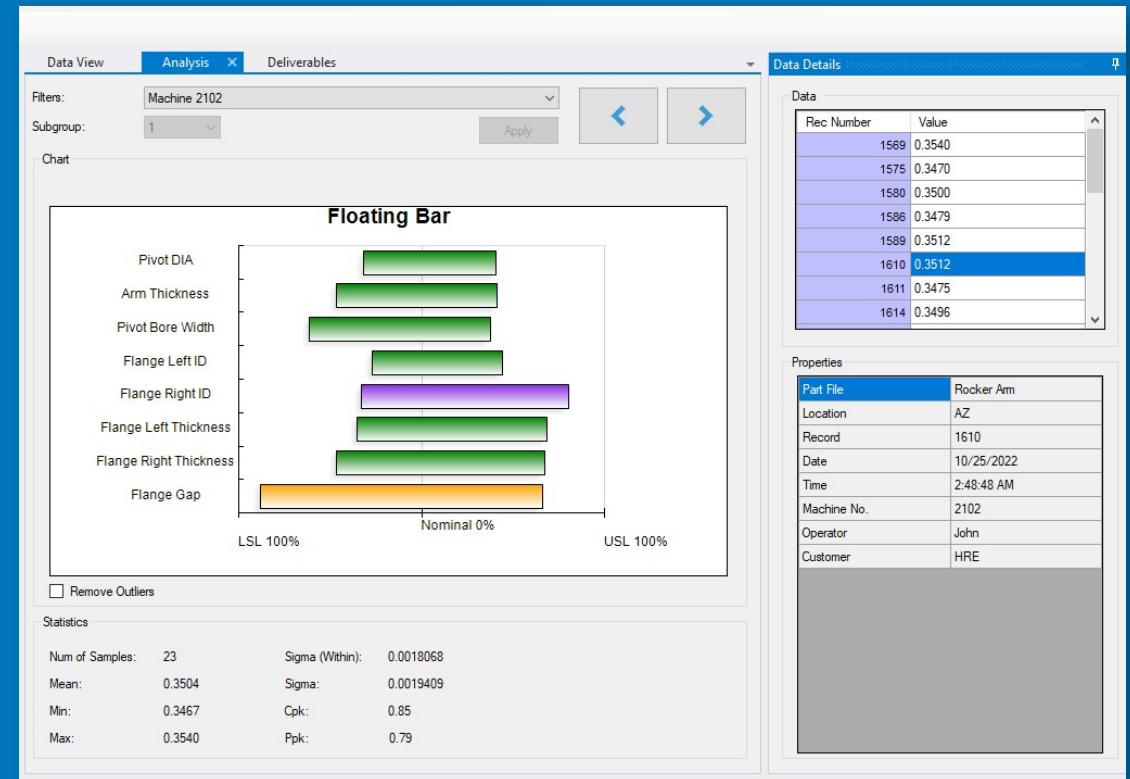 Data View Analysis × Deliverables
Filters: Machine 2102
Subgroup: 1 Apply
Chart
Floating Bar
Pivot DIA
Arm Thickness
Pivot Bore Width
Flange Left ID
Flange Right ID
Flange Left Thickness
Flange Right Thickness
Flange Gap
Nominal 0%
LSL 100% USL 100%
Remove Outliers
Statistics
Num of Samples: 23 Sigma (Within): 0.0018068
Mean: 0.3504 Sigma: 0.0019409
Min: 0.3467 Cpk: 0.85
Max: 0.3540 Ppk: 0.79
Data Details
Data
Rec Number Value
1569 0.3540
1575 0.3470
1580 0.3500
1586 0.3479
1589 0.3512
1610 0.3512
1611 0.3475
1614 0.3496
Properties
Part File Rocker Arm
Location AZ
Record 1610
Date 10/25/2022
Time 2:48:48 AM
Machine No. 2102
Operator John
Customer HRE